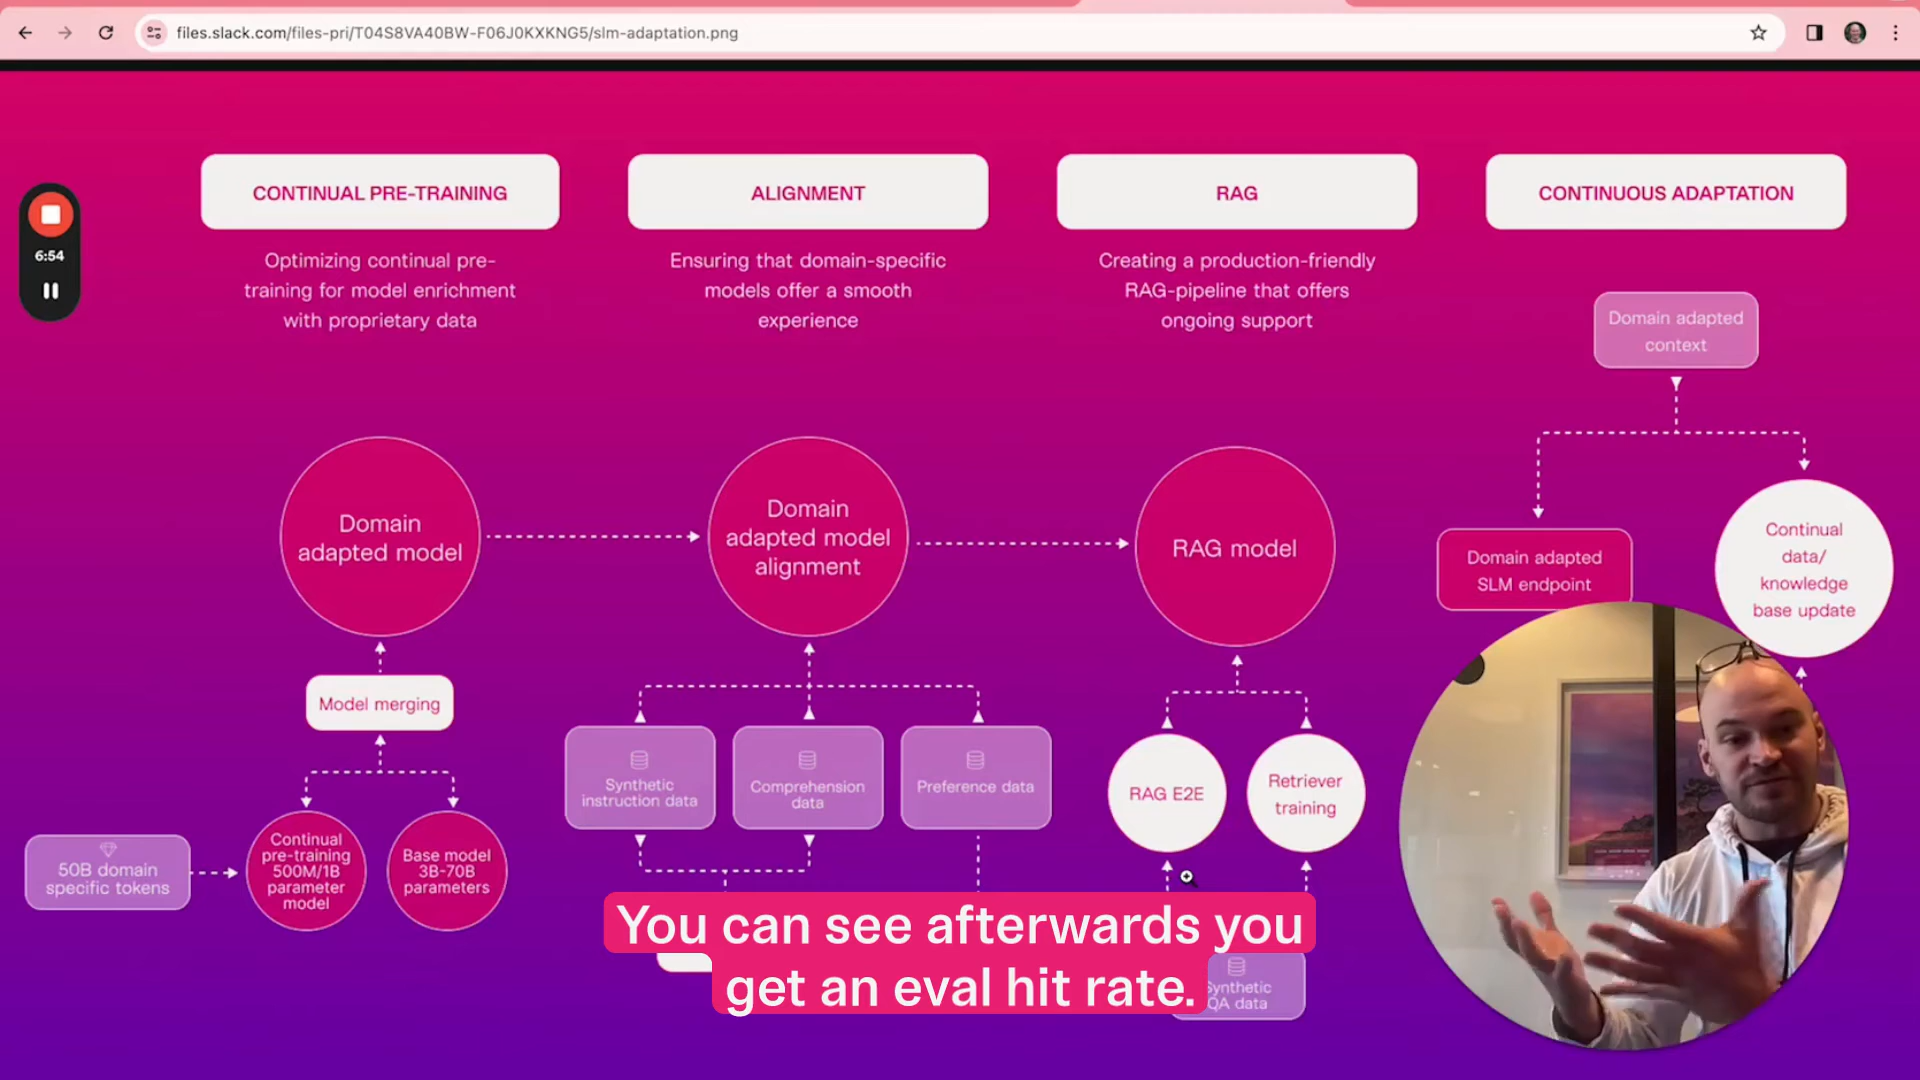 files.slack.com/files-pri/T04S8VA40BW-F06J0KXKNG5/slm-adaptation.png
6:54
CONTINUAL PRE-TRAINING
Optimizing continual pre-
training for model enrichment
with proprietary data
ALIGNMENT
Ensuring that domain-specific
models offer a smooth
experience
RAG
Creating a production-friendly
RAG-pipeline that offers
ongoing support
CONTINUOUS ADAPTATION
Domain adapted
context
Domain
adapted model
Domain
adapted model
alignment
RAG model
Domain adapted
SLM endpoint
Continual
data/
knowledge
base update
Model merging
Synthetic
instruction data
Comprehension
data
Preference data
RAG E2E
Retriever
training
50B domain
specific tokens
Continual
pre-training
500M/1B
parameter
model
Base model
3B-70B
parameters
Synthetic
QA data
You can see afterwards you
get an eval hit rate.